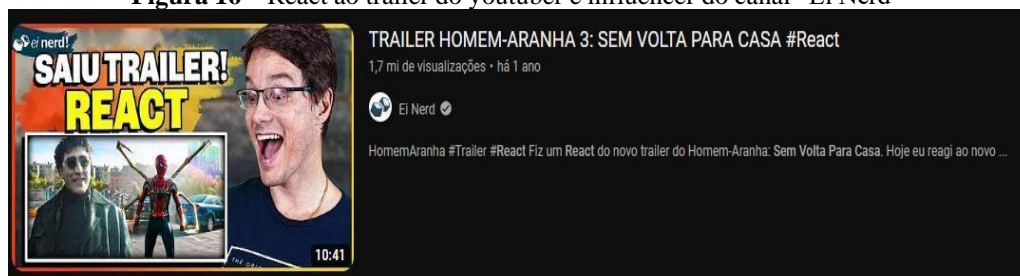 Figura 16 – React ao trailer do youtuber e influencer do canal "Ei Nerd"
ei nerd!
SAIU TRAILER!
REACT
10:41
TRAILER HOMEM-ARANHA 3: SEM VOLTA PARA CASA #React
1,7 mi de visualizações • há 1 ano
Ei Nerd
HomemAranha #Trailer #React Fiz um React do novo trailer do Homem-Aranha: Sem Volta Para Casa. Hoje eu reagi ao novo ...